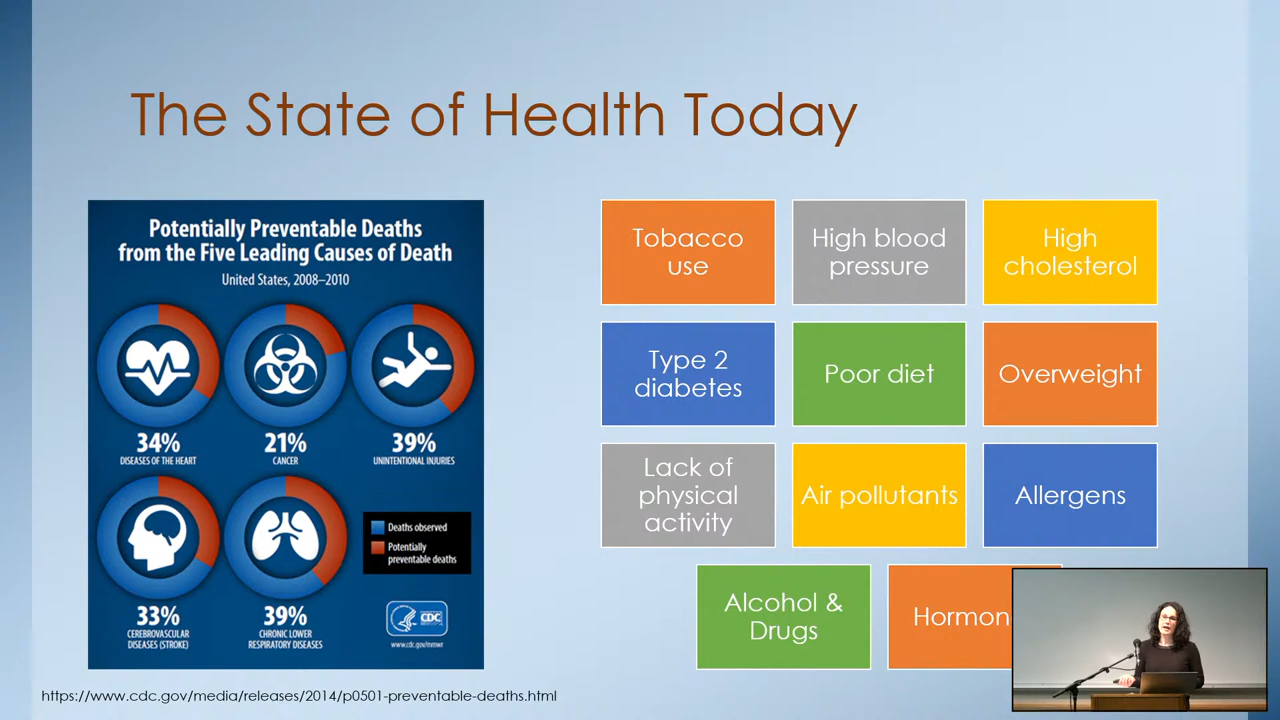 The State of Health Today
Potentially Preventable Deaths
from the Five Leading Causes of Death
United States, 2008–2010
34%
DISEASES OF THE HEART
21%
CANCER
39%
UNINTENTIONAL INJURIES
33%
CEREBROVASCULAR
DISEASES (STROKE)
39%
CHRONIC LOWER
RESPIRATORY DISEASES
Deaths observed
Potentially
preventable deaths
CDC
www.cdc.gov/mmwr
Tobacco
use
High blood
pressure
High
cholesterol
Type 2
diabetes
Poor diet
Overweight
Lack of
physical
activity
Air pollutants
Allergens
Alcohol &
Drugs
Hormon
https://www.cdc.gov/media/releases/2014/p0501-preventable-deaths.html